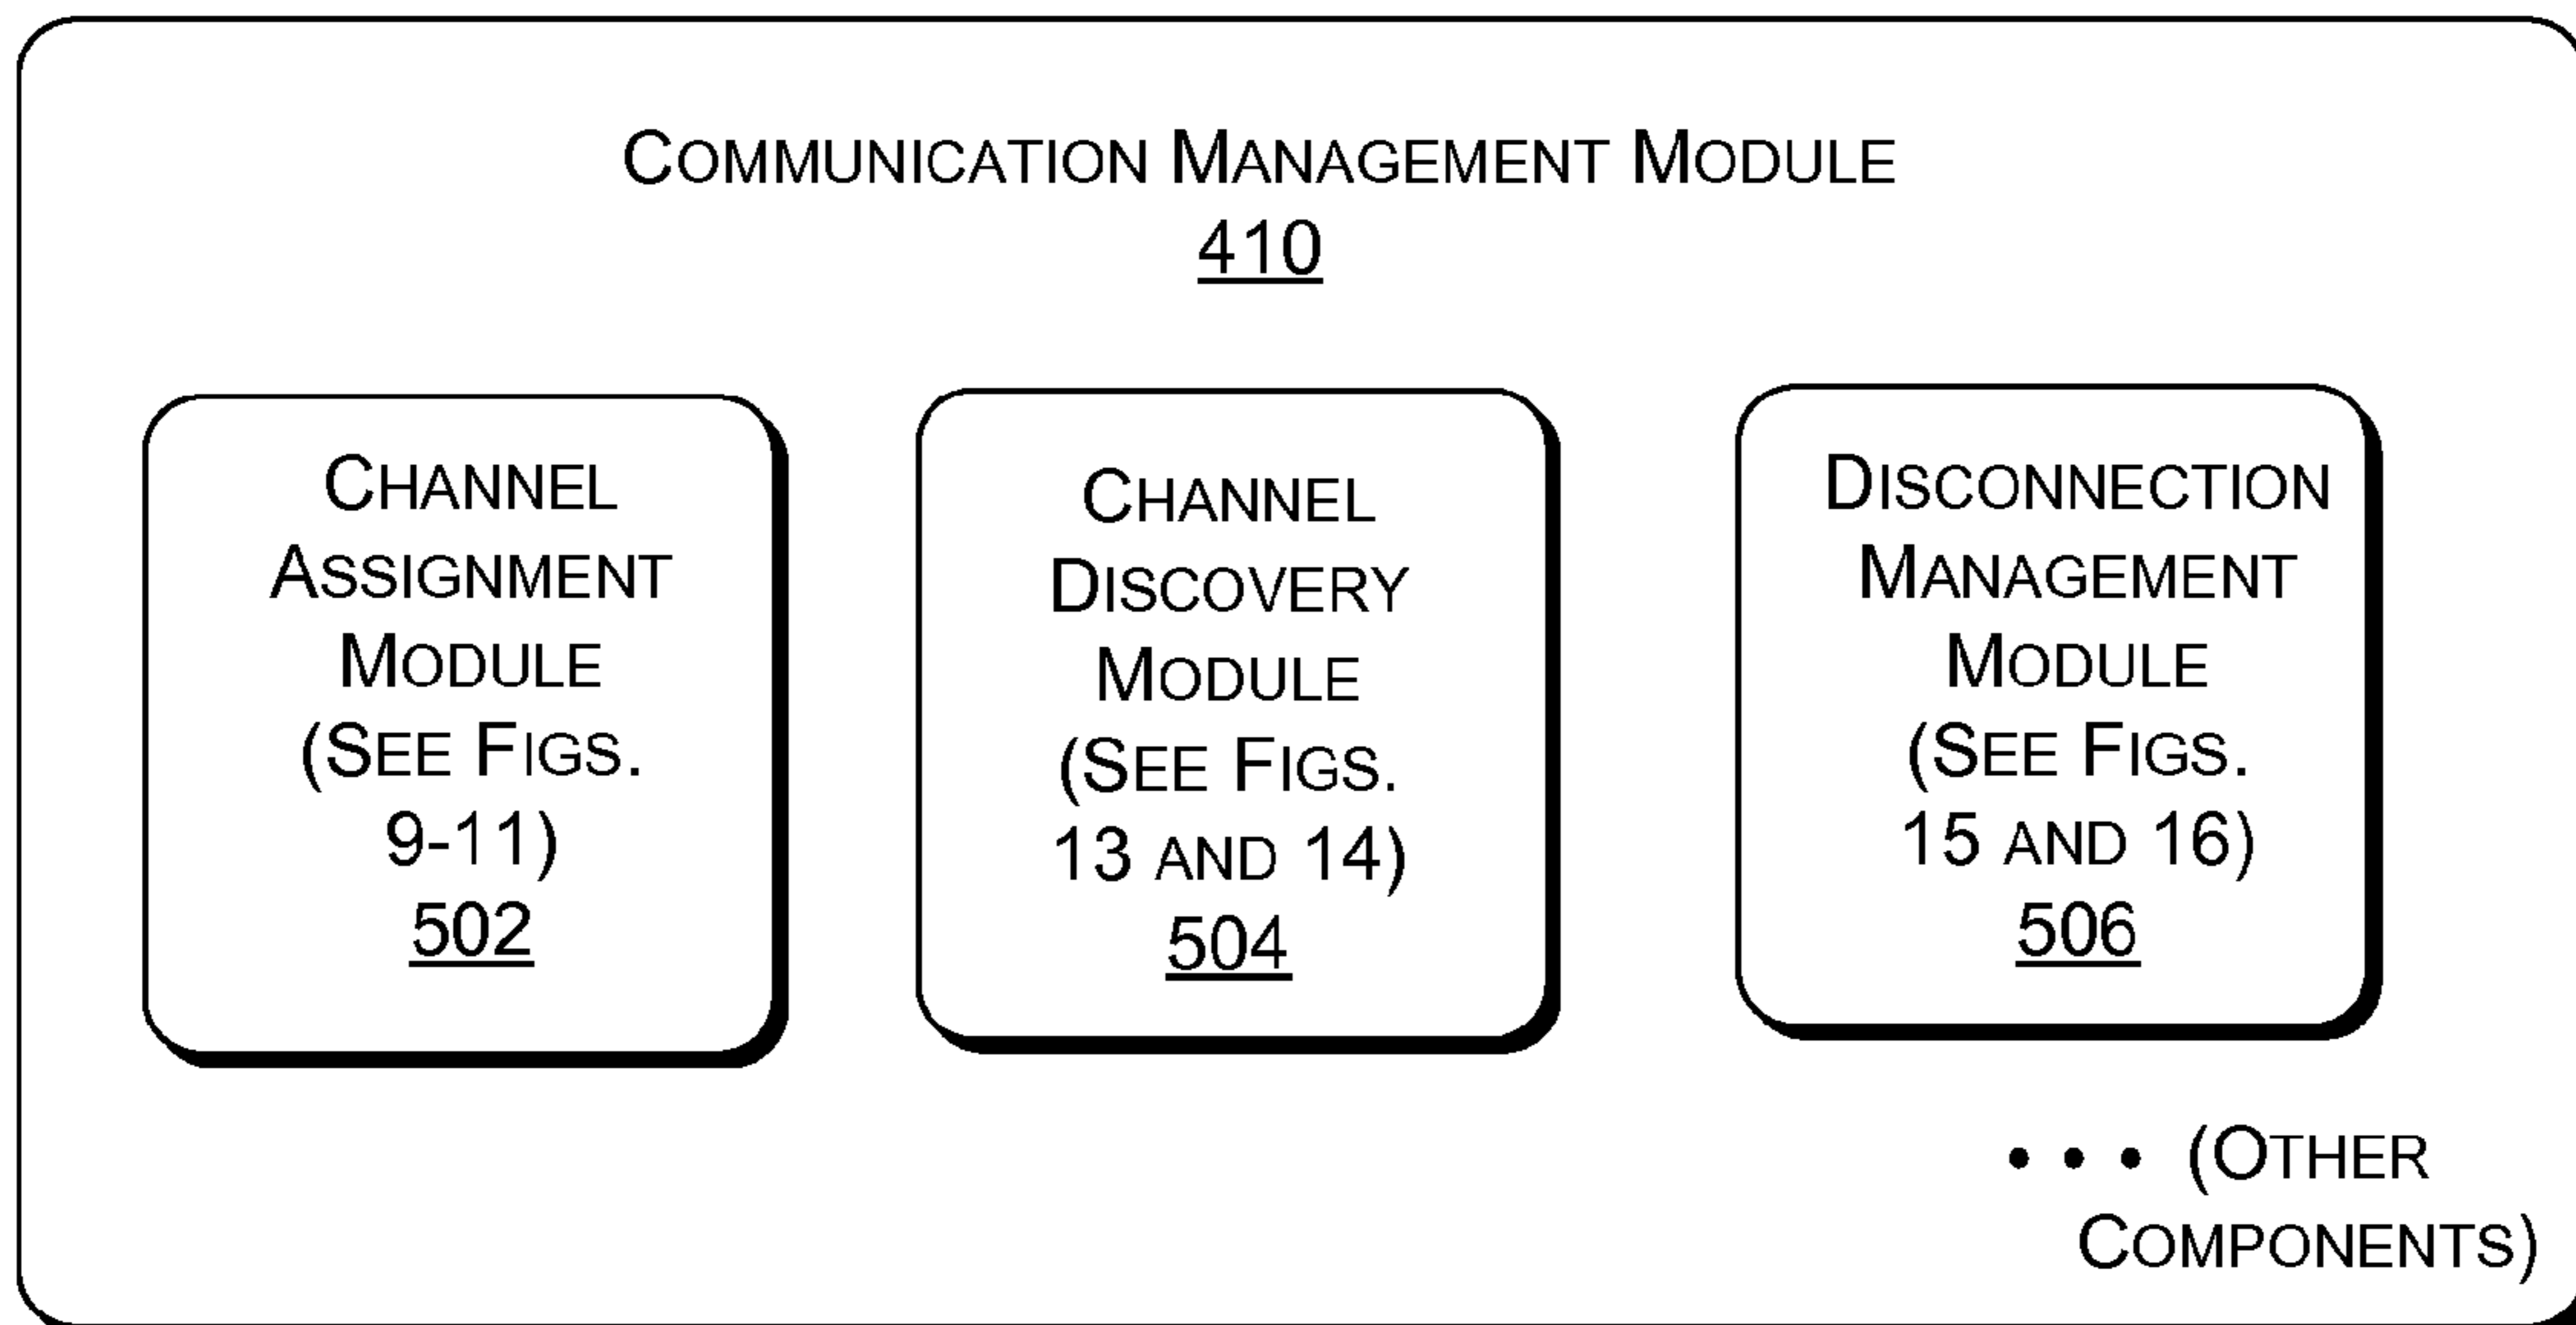 COMMUNICATION MANAGEMENT MODULE
410
CHANNEL
ASSIGNMENT
MODULE
(SEE FIGS.
9-11)
502
CHANNEL
DISCOVERY
MODULE
(SEE FIGS.
13 AND 14)
504
DISCONNECTION
MANAGEMENT
MODULE
(SEE FIGS.
15 AND 16)
506
• • • (OTHER
COMPONENTS)